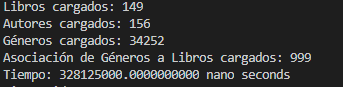 Libros cargados: 149
Autores cargados: 156
Géneros cargados: 34252
Asociación de Géneros a Libros cargados: 999
Tiempo: 328125000.0000000000 nano seconds